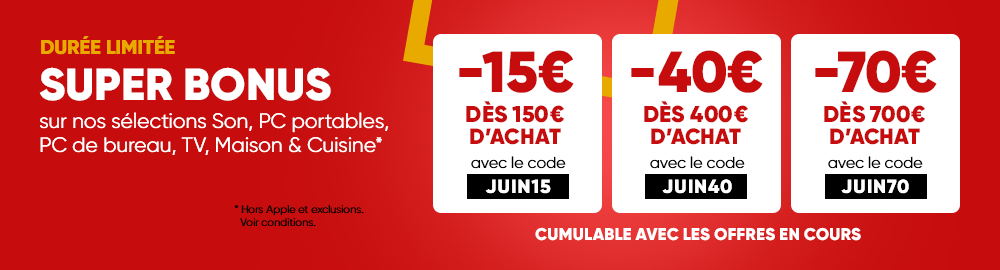 DURÉE LIMITÉE
SUPER BONUS
sur nos sélections Son, PC portables,
PC de bureau, TV, Maison & Cuisine*
* Hors Apple et exclusions.
Voir conditions.
-15€
DÈS 150€
D'ACHAT
avec le code
JUIN15
-40€
DÈS 400€
D'ACHAT
avec le code
JUIN40
-70€
DÈS 700€
D'ACHAT
avec le code
JUIN70
CUMULABLE AVEC LES OFFRES EN COURS